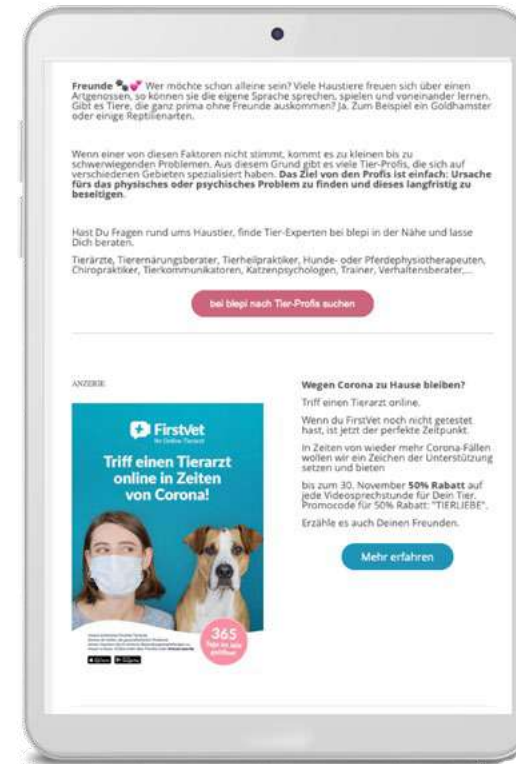 Freunde 🐾💕 Wer möchte schon alleine sein? Viele Haustiere freuen sich über einen
Artgenossen, so können sie die eigene Sprache sprechen, spielen und voneinander lernen.
Gibt es Tiere, die ganz prima ohne Freunde auskommen? Ja. Zum Beispiel ein Goldhamster
oder einige Reptilienarten.
Wenn einer von diesen Faktoren nicht stimmt, kommt es zu kleinen bis zu
schwerwiegenden Problemen. Aus diesem Grund gibt es viele Tier-Profis, die sich auf
verschiedenen Gebieten spezialisiert haben. Das Ziel von den Profis ist einfach: Ursache
fürs das physisches oder psychisches Problem zu finden und dieses langfristig zu
beseitigen.
Hast Du Fragen rund ums Haustier, finde Tier-Experten bei blepi in der Nähe und lasse
Dich beraten.
Tierärzte, Tierernärungsberater, Tierheilpraktiker, Hunde- oder Pferdephysiotherapeuten,
Chiropraktiker, Tierkommunikatoren, Katzenpsychologen, Trainer, Verhaltensberater,...
bei blepi nach Tier-Profis suchen
ANZEIGE
FirstVet
Ihr Online-Tierarzt
Triff einen Tierarzt
online in Zeiten
von Corona!
365
Tage im Jahr
geöffnet
Wegen Corona zu Hause bleiben?
Triff einen Tierarzt online.
Wenn du FirstVet noch nicht getestet
hast, ist jetzt der perfekte Zeitpunkt.
In Zeiten von wieder mehr Corona-Fällen
wollen wir ein Zeichen der Unterstützung
setzen und bieten
bis zum 30. November 50% Rabatt auf
jede Videosprechstunde für Dein Tier.
Promocode für 50% Rabatt: "TIERLIEBE".
Erzähle es auch Deinen Freunden.
Mehr erfahren